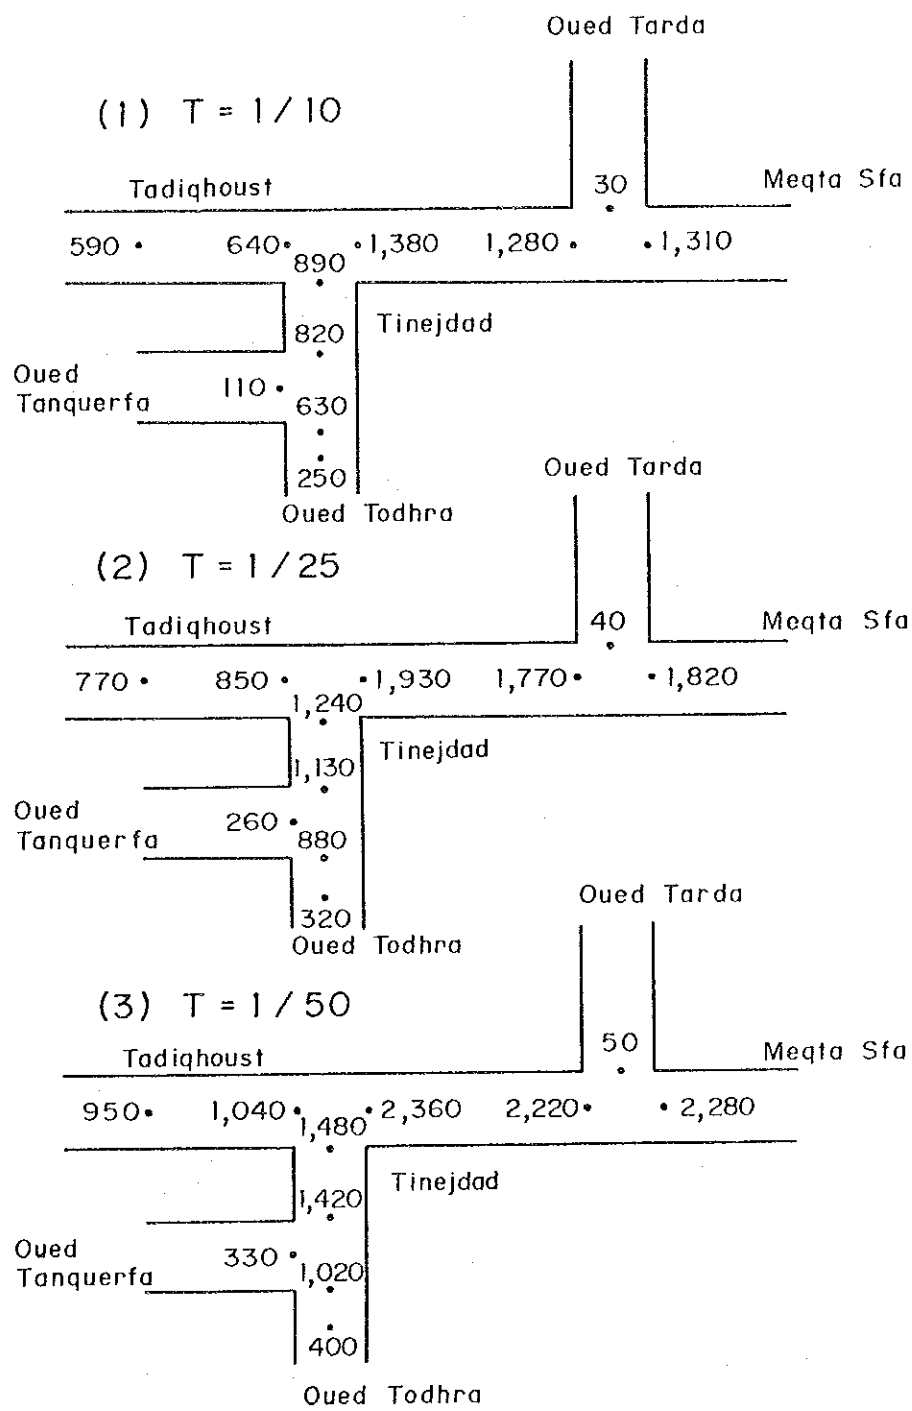 Oued Tarda
(1) T = 1/10
Tadiqhoust
30
Meqta Sfa
590
640
1,380
1,280
1,310
890
Tinejdad
820
Oued
Tanquerfa
110
630
250
Oued Todhra
Oued Tarda
(2) T = 1/25
Tadiqhoust
40
Meqta Sfa
770
850
1,930
1,770
1,820
1,240
Tinejdad
1,130
Oued
Tanquerfa
260
880
320
Oued Todhra
Oued Tarda
(3) T = 1/50
Tadiqhoust
50
Meqta Sfa
950
1,040
2,360
2,220
2,280
1,480
Tinejdad
1,420
Oued
Tanquerfa
330
1,020
400
Oued Todhra